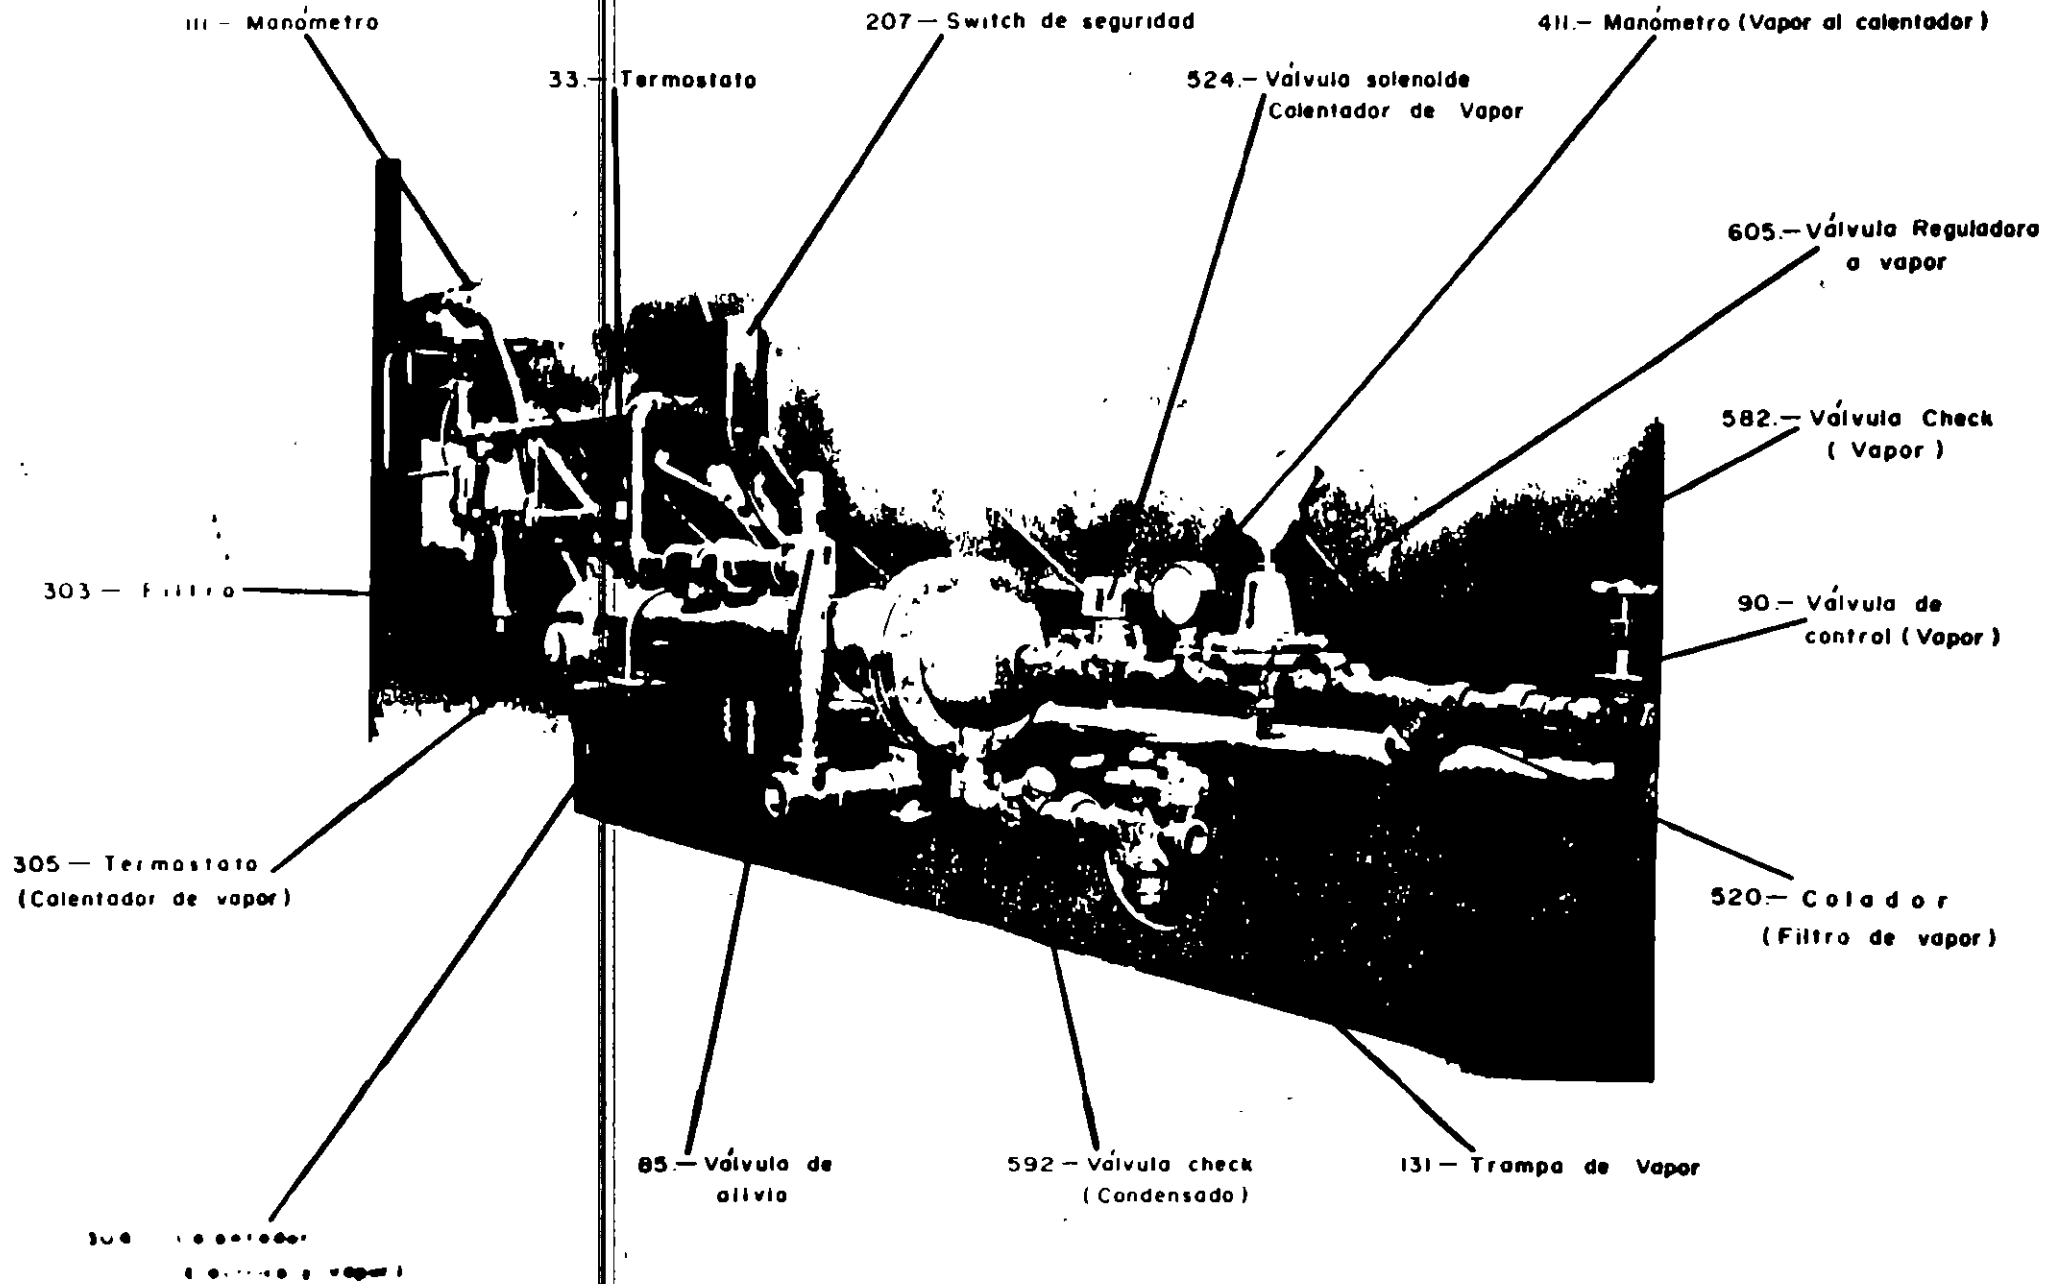 111 — Manómetro
207 — Switch de seguridad
411.— Manómetro (Vapor al calentador)
33.— Termostato
524.— Válvula solenoide
Calentador de Vapor
605.— Válvula Reguladora
a vapor
582.— Válvula Check
( Vapor )
303 — Filtro
90.— Válvula de
control (Vapor)
305 — Termostato
(Calentador de vapor)
520.— Colador
(Filtro de vapor)
85.— Válvula de
alivio
592 — Válvula check
(Condensado)
131 — Trampa de Vapor
vapor)